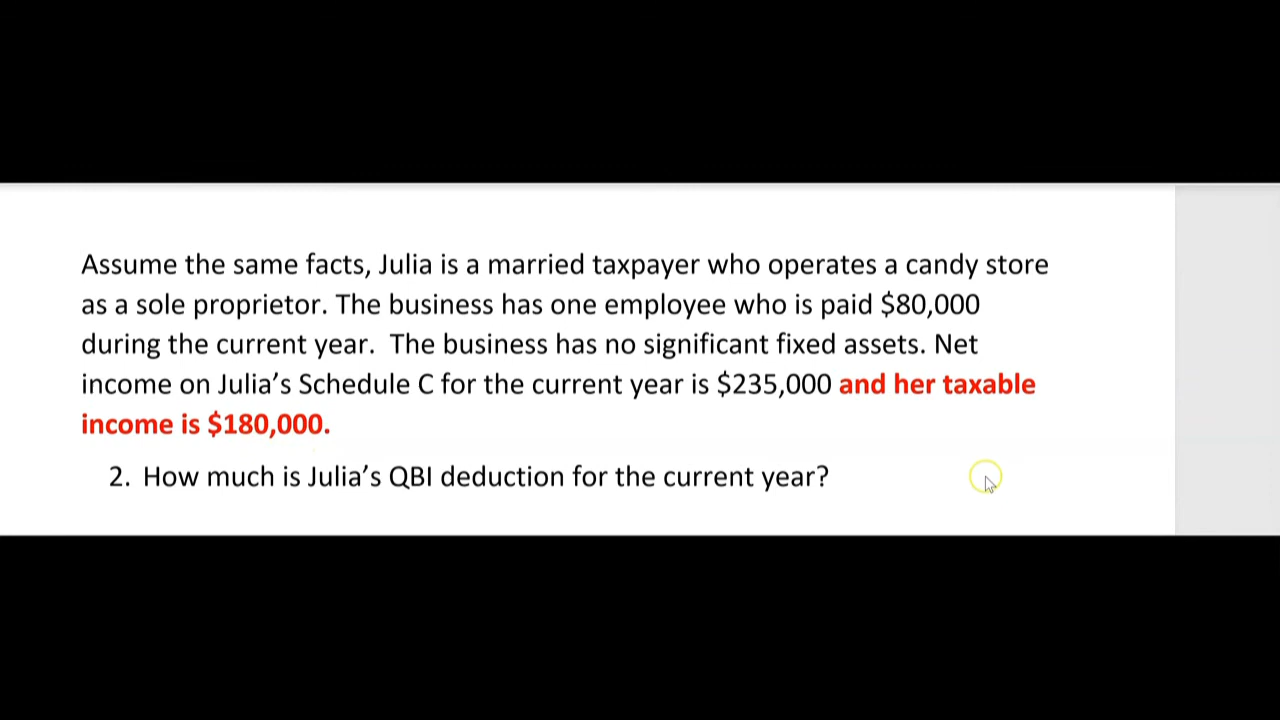 Assume the same facts, Julia is a married taxpayer who operates a candy store
as a sole proprietor. The business has one employee who is paid $80,000
during the current year.  The business has no significant fixed assets. Net
income on Julia’s Schedule C for the current year is $235,000 and her taxable
income is $180,000.
2. How much is Julia’s QBI deduction for the current year?